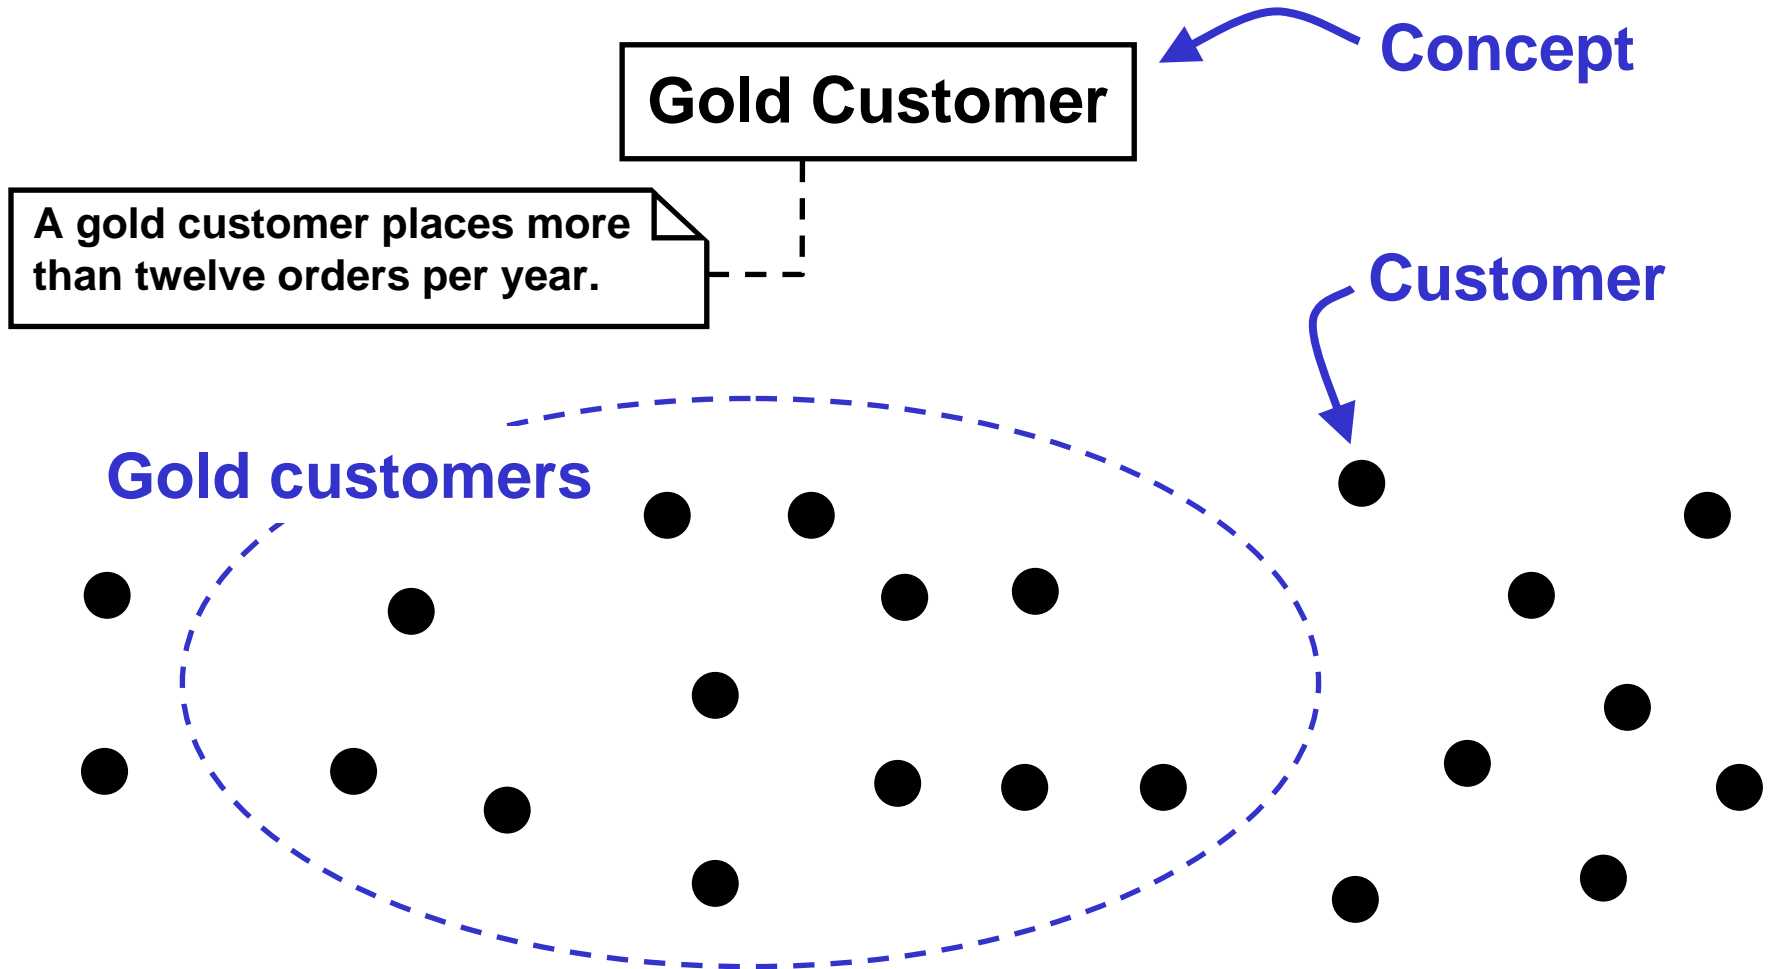 Concept
Gold Customer
A gold customer places more
than twelve orders per year.
Customer
Gold customers